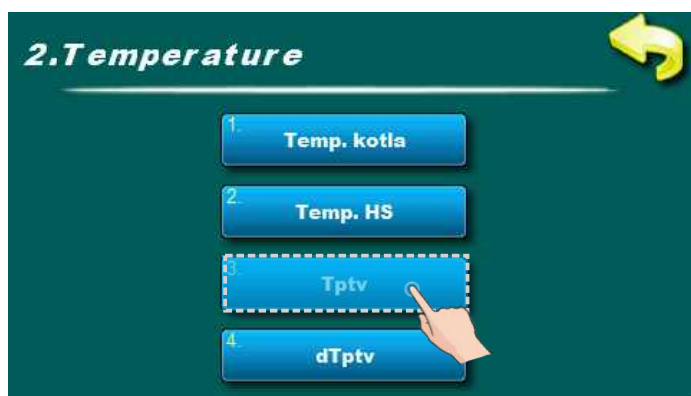 2.Temperature
1.
Temp. kotla
2.
Temp. HS
3.
Tptv
4.
dTptv